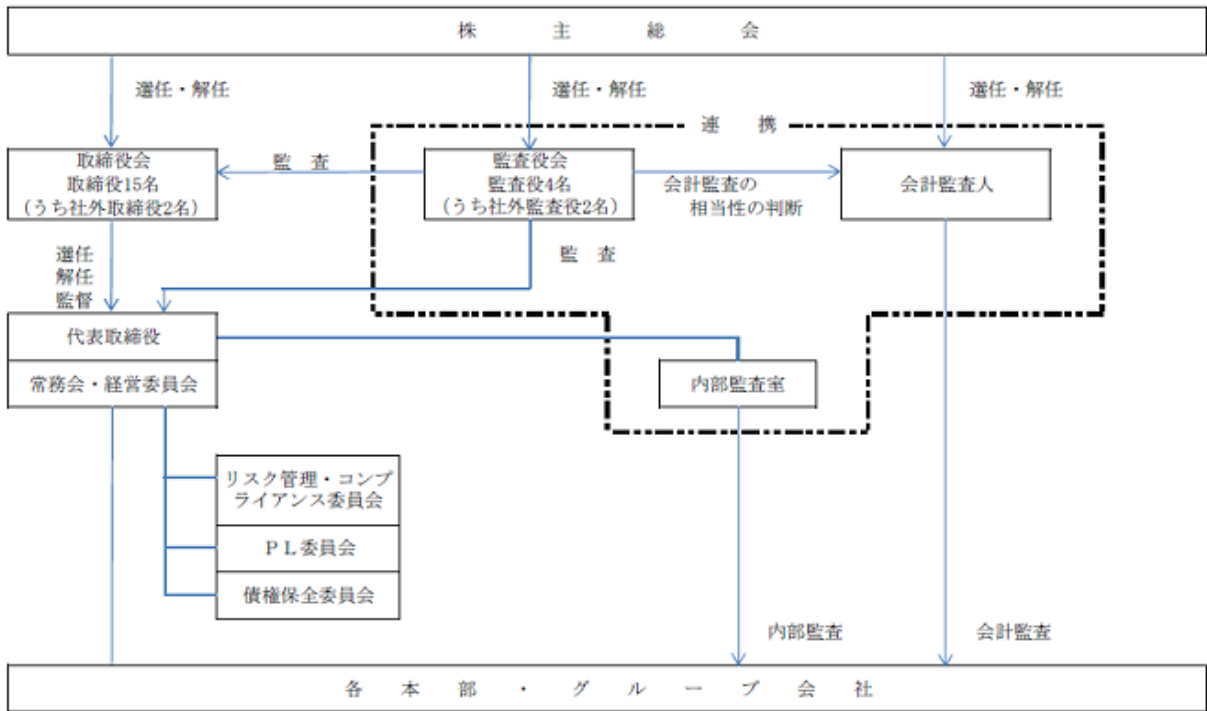 株主総会
選任・解任
選任・解任
選任・解任
連携
取締役会
取締役15名
(うち社外取締役2名)
監査
監査役会
監査役4名
(うち社外監査役2名)
会計監査の
相当性の判断
会計監査人
選任
解任
監督
監査
代表取締役
常務会・経営委員会
内部監査室
リスク管理・コンプ
ライアンス委員会
PL委員会
債権保全委員会
内部監査
会計監査
各本部・グループ会社